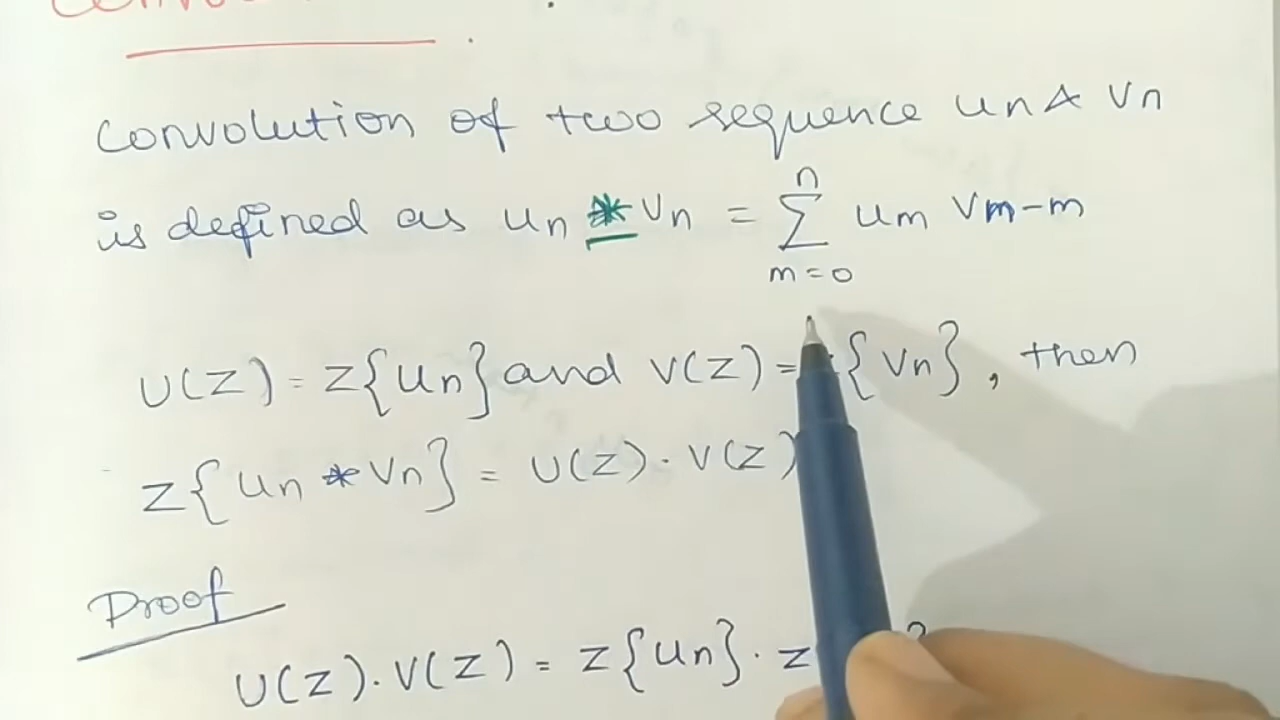 Convolution of two sequence un & vn
is defined as un * vn = n∑m=0 um vm-m
U(Z) = Z{un} and V(Z) = {vn}, then
Z{un * vn} = U(Z) . V(Z)
Proof
U(Z). V(Z) = Z{un} . Z